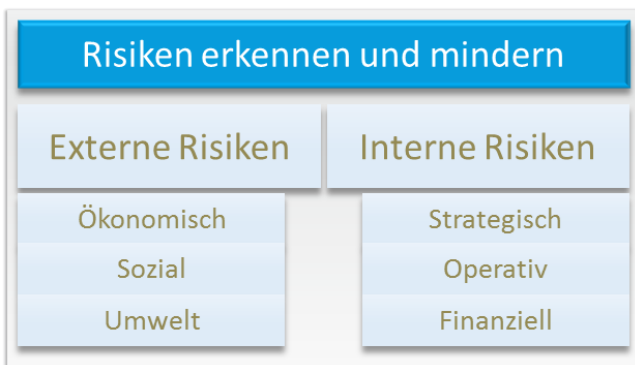 Risiken erkennen und mindern
Externe Risiken
Interne Risiken
Ökonomisch
Strategisch
Sozial
Operativ
Umwelt
Finanziell